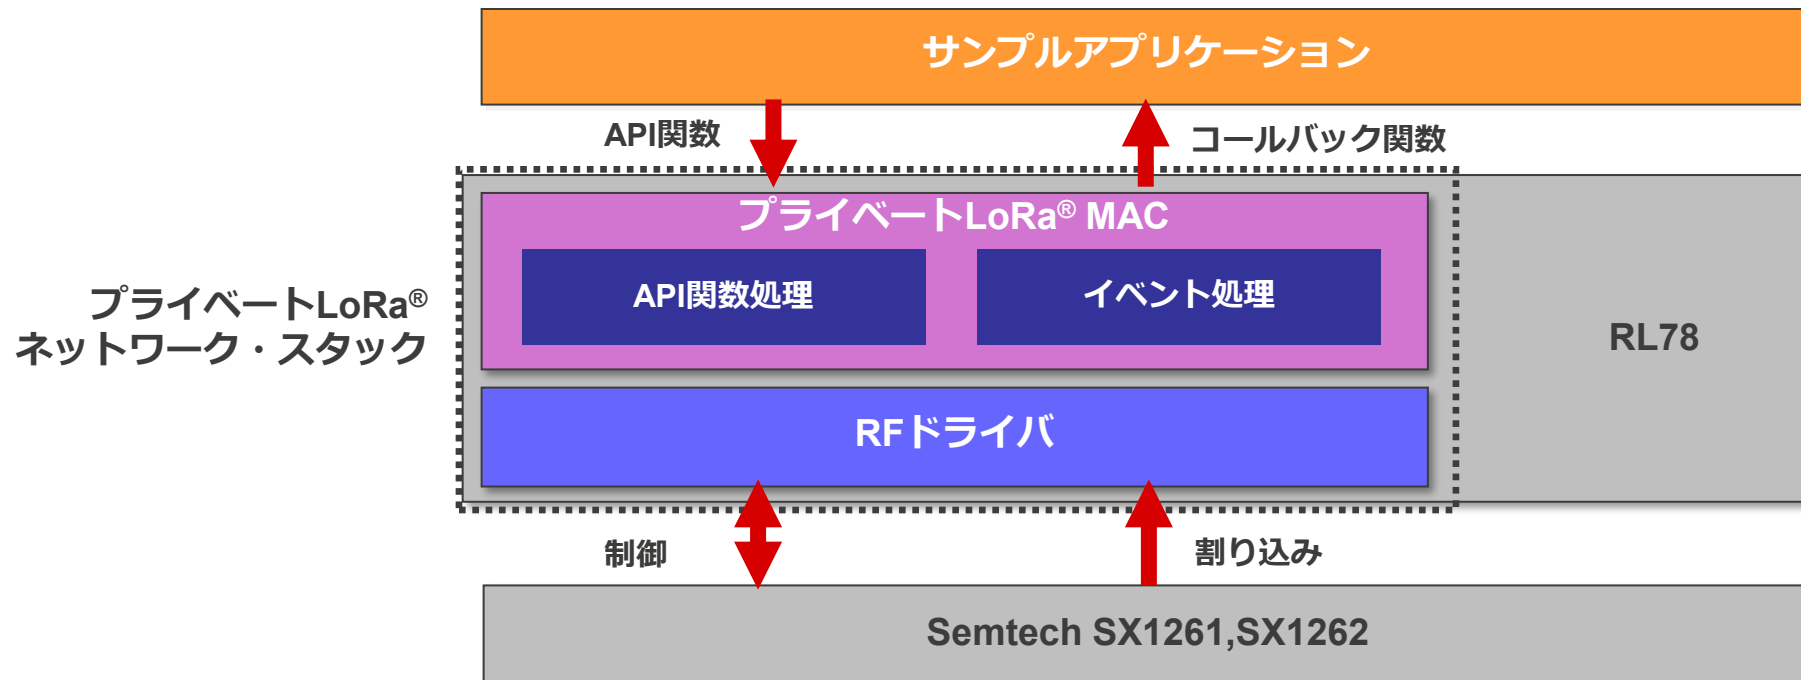 サンプルアプリケーション
API関数
コールバック関数
プライベートLoRa® MAC
API関数処理
イベント処理
プライベートLoRa®
ネットワーク・スタック
RL78
RFドライバ
制御
割り込み
Semtech SX1261,SX1262